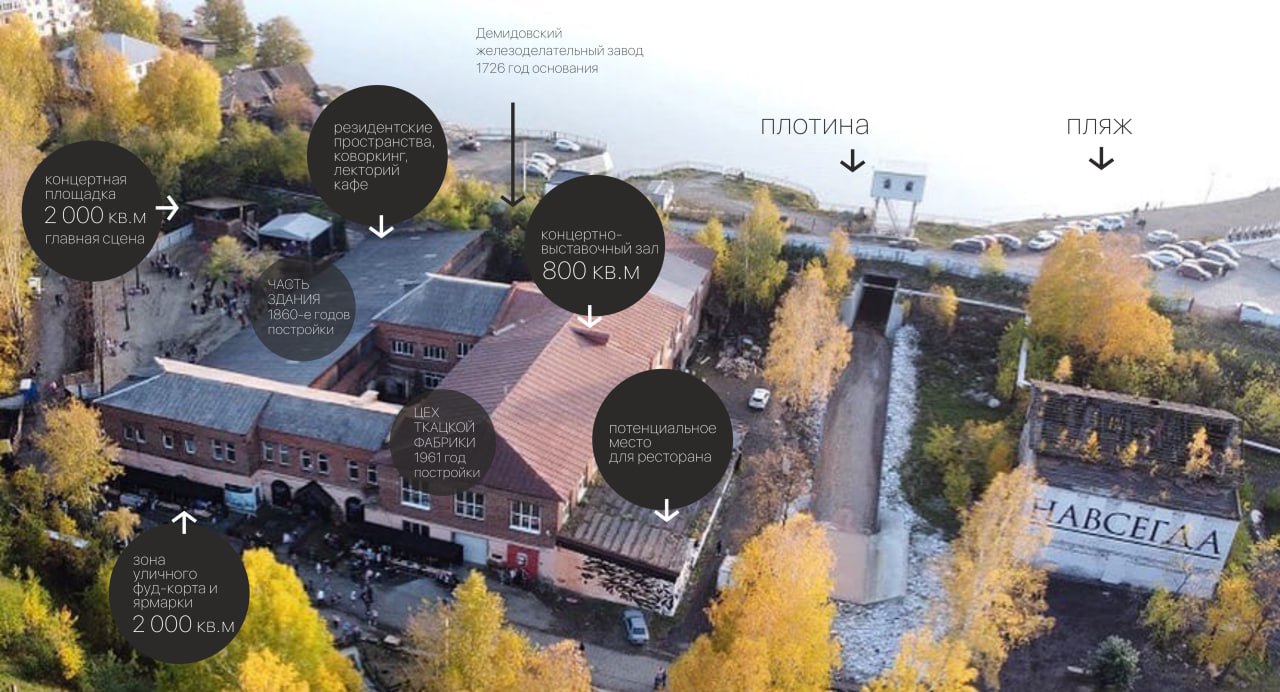 Демидовский
железоделательный завод
1726 год основания
плотина
пляж
резидентские
пространства,
коворкинг,
лекторий
кафе
концертная
площадка
2 000 кв.м
главная сцена
концертно-
выставочный зал
800 кв.м
ЧАСТЬ
ЗДАНИЯ
1860-е годов
постройки
ЦЕХ
ТКАЦКОЙ
ФАБРИКИ
1961 год
постройки
потенциальное
место
для ресторана
НАВСЕГДА
зона
уличного
фуд-корта и
ярмарки
2 000 кв.м